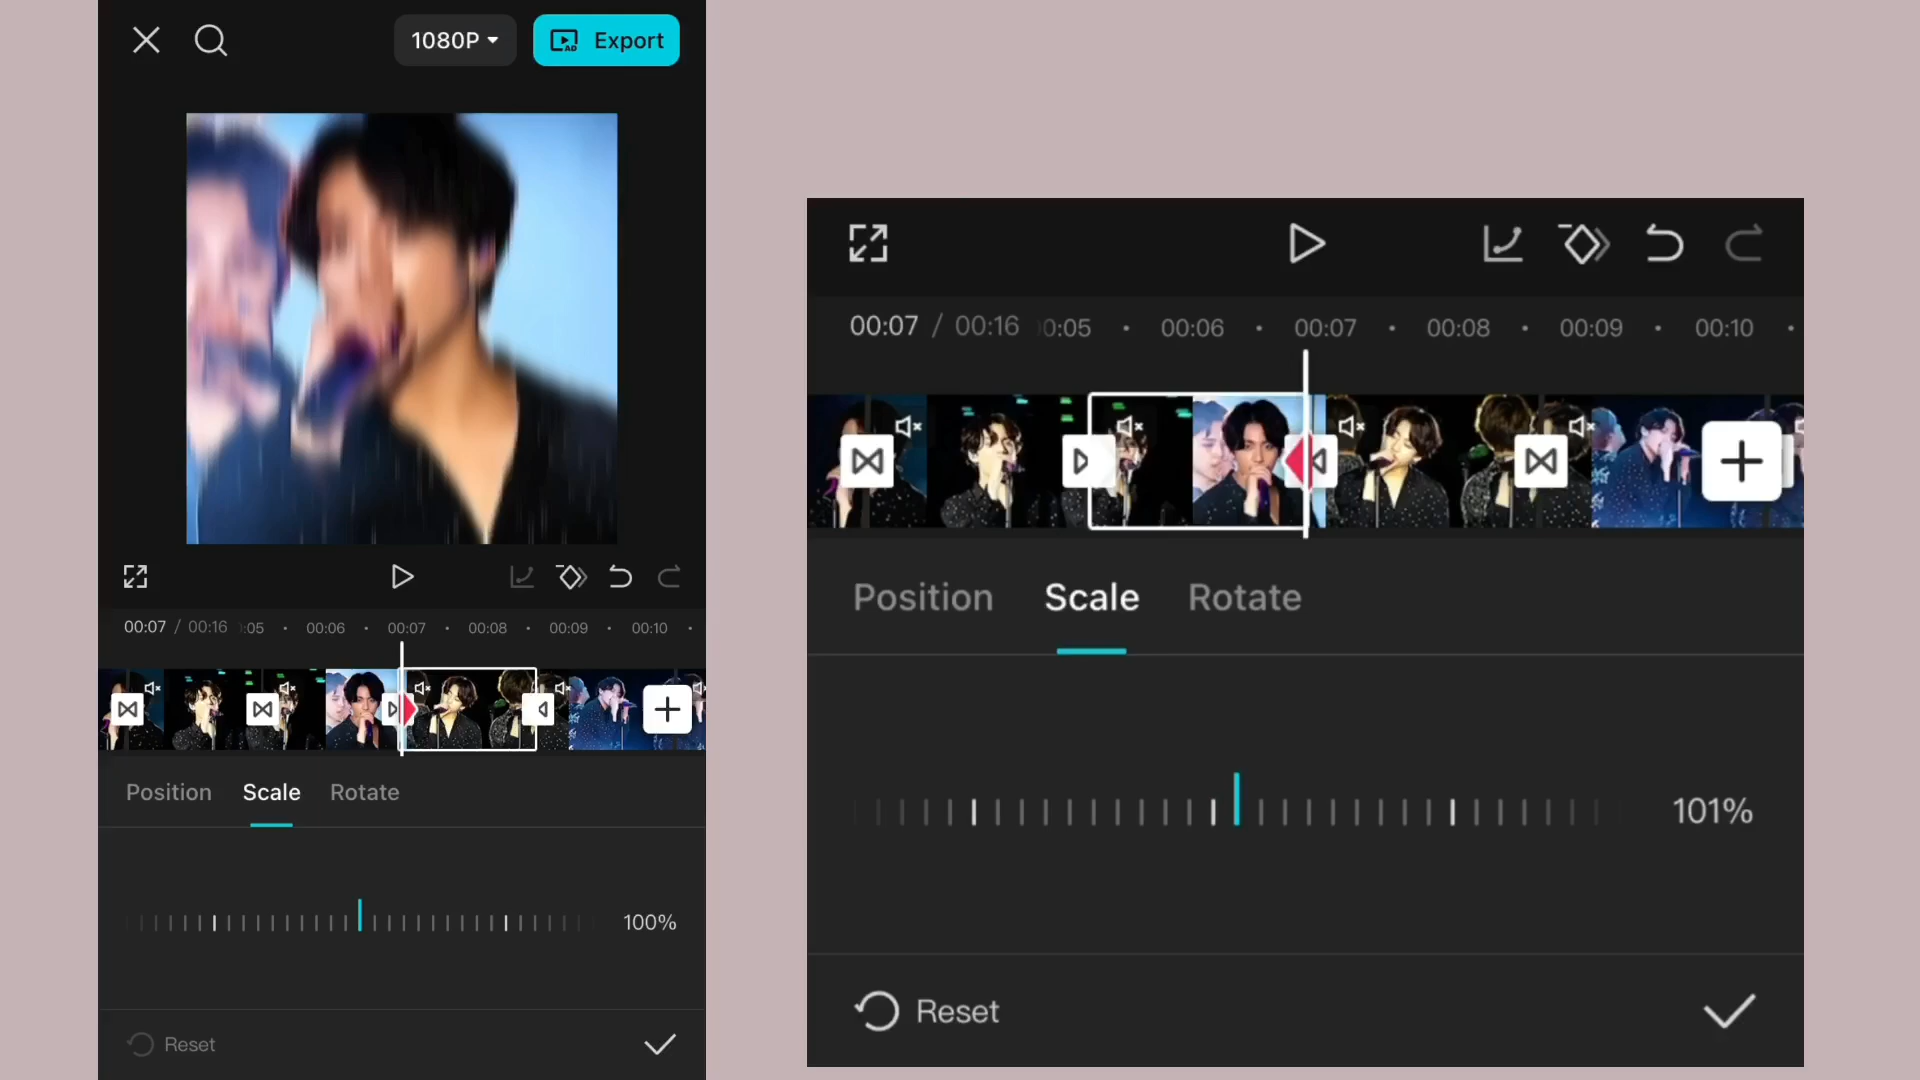 1080P
Export
00:07 / 00:16 :05 00:06 00:07 00:08 00:09 00:10
Position Scale Rotate
100%
Reset
00:07 / 00:16 0:05 00:06 00:07 00:08 00:09 00:10
Position Scale Rotate
101%
Reset